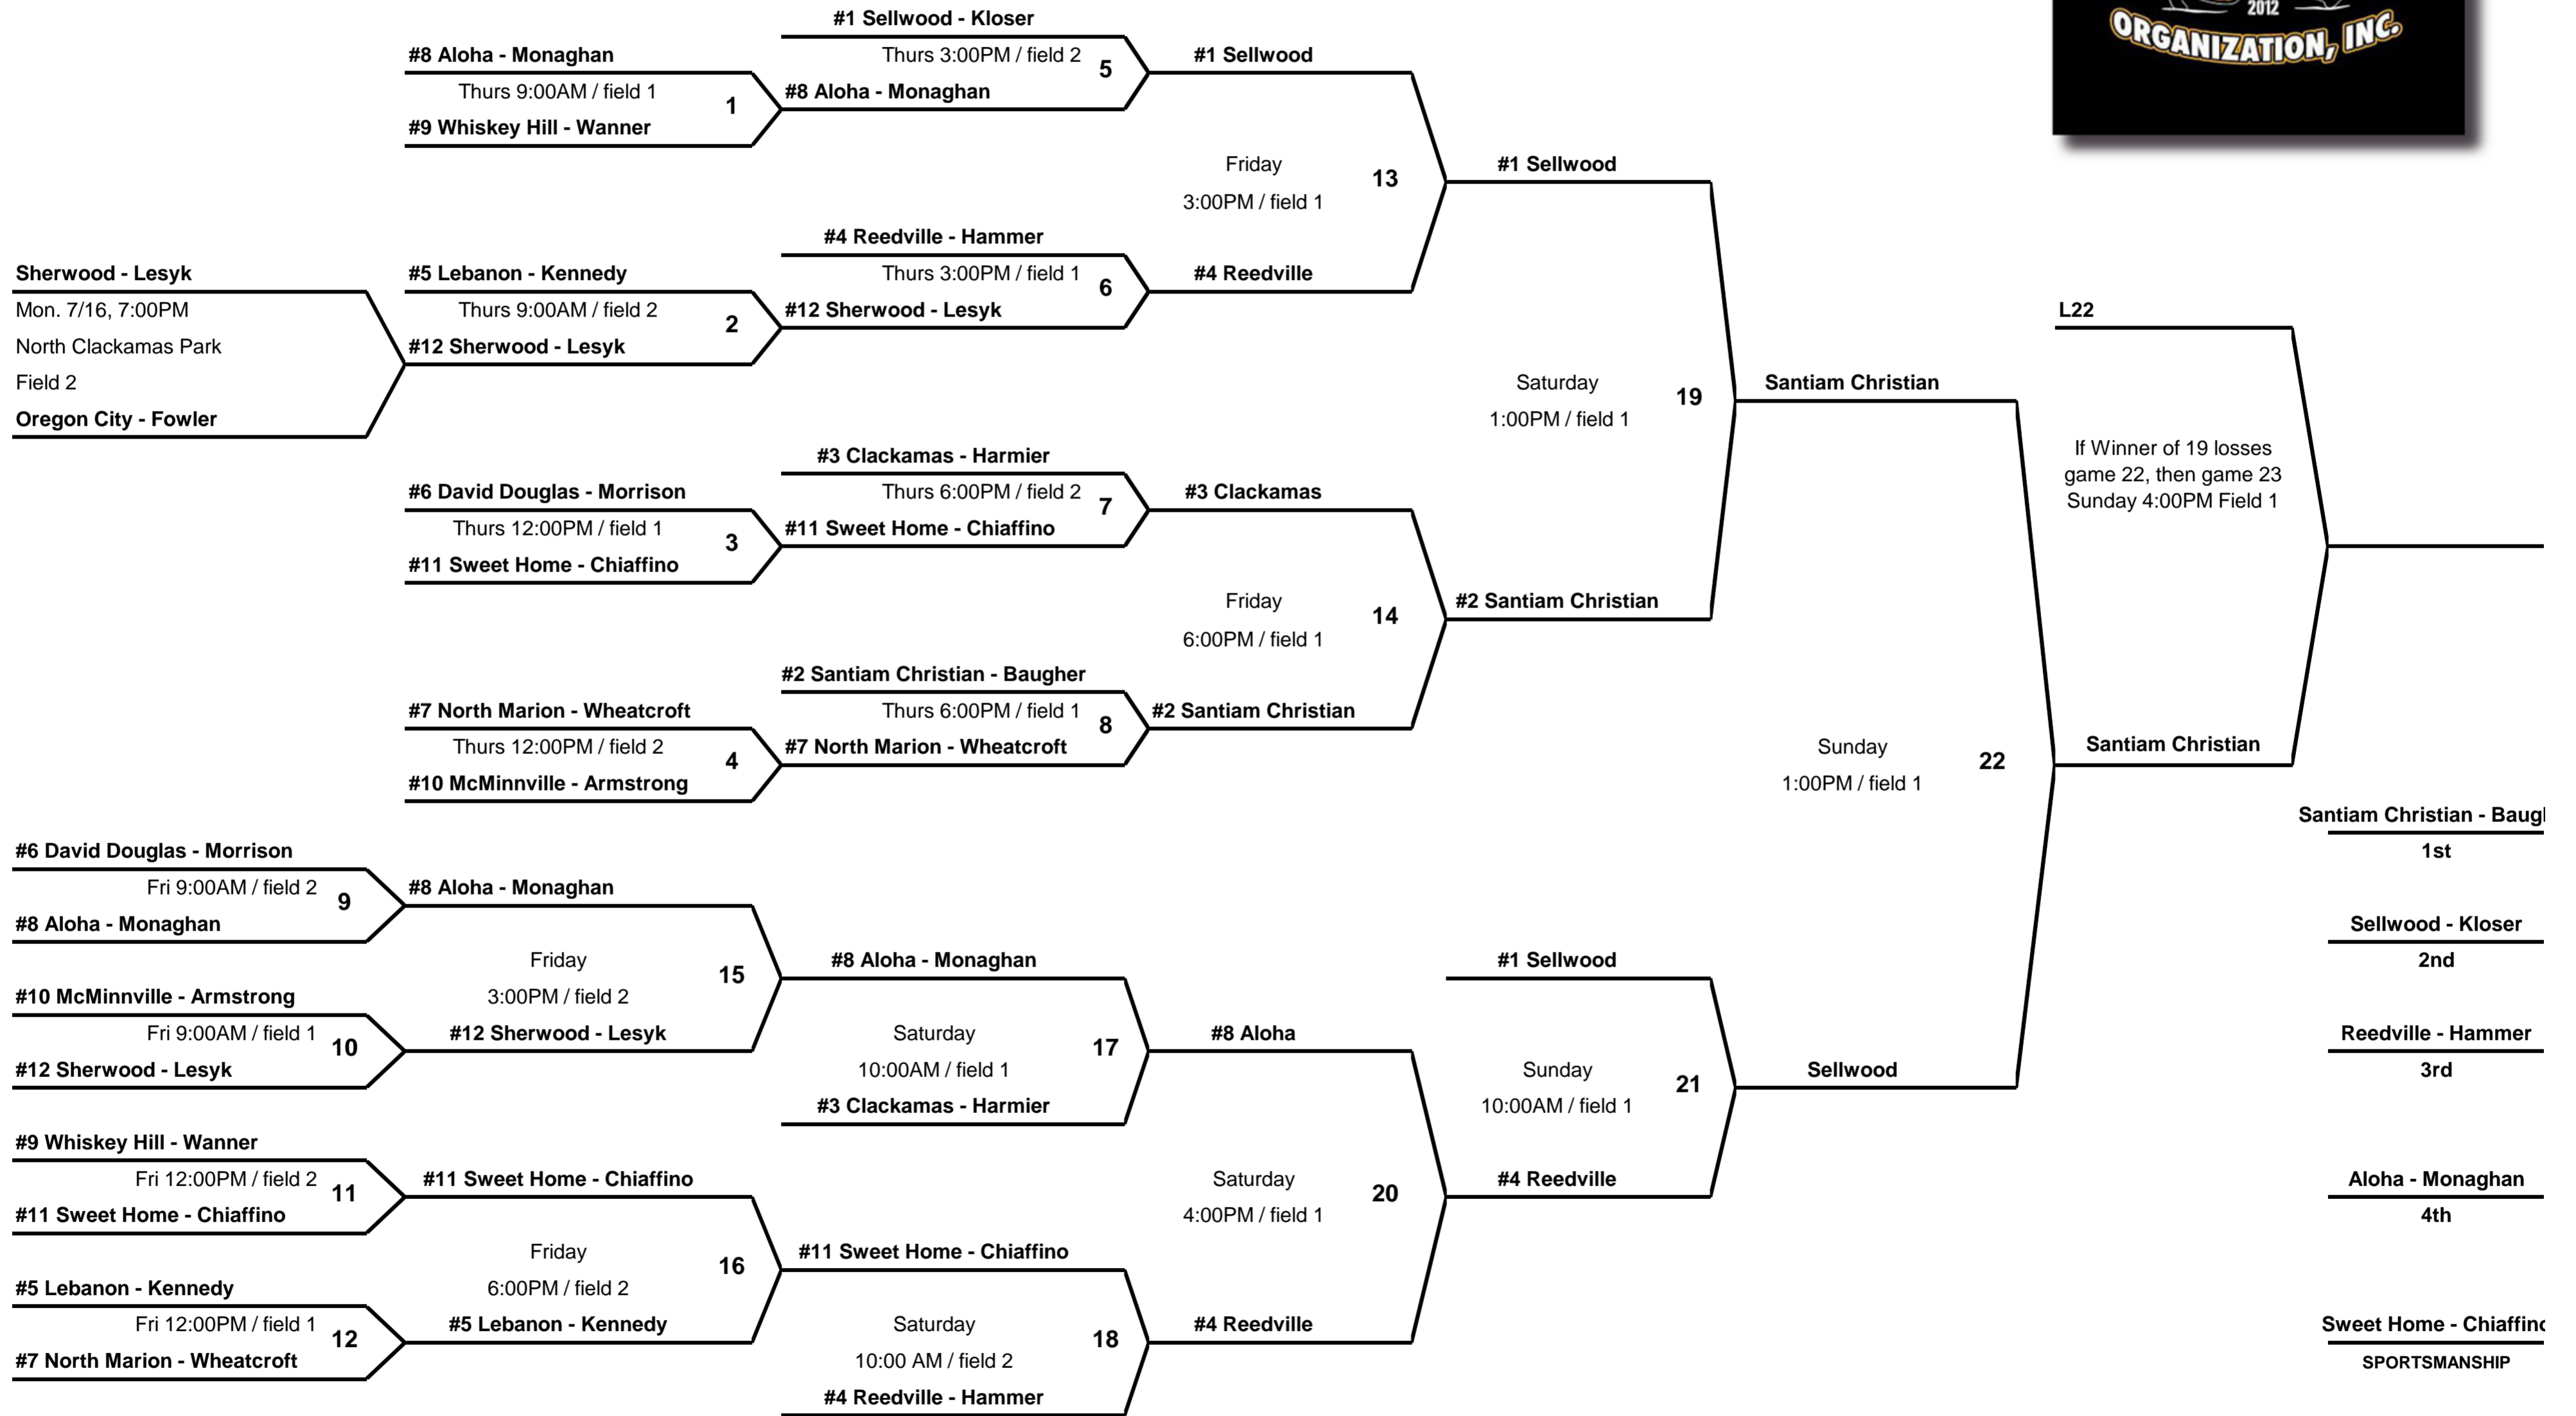 2012
ORGANIZATION, INC.
#1 Sellwood - Kloser
#8 Aloha - Monaghan
Thurs 3:00PM / field 2
5
#1 Sellwood
Thurs 9:00AM / field 1
1
#8 Aloha - Monaghan
#9 Whiskey Hill - Wanner
Friday
13
#1 Sellwood
3:00PM / field 1
#4 Reedville - Hammer
Sherwood - Lesyk
#5 Lebanon - Kennedy
Thurs 3:00PM / field 1
6
#4 Reedville
Mon. 7/16, 7:00PM
Thurs 9:00AM / field 2
2
#12 Sherwood - Lesyk
L22
North Clackamas Park
#12 Sherwood - Lesyk
Field 2
Saturday
19
Santiam Christian
Oregon City - Fowler
1:00PM / field 1
If Winner of 19 losses
game 22, then game 23
Sunday 4:00PM Field 1
#3 Clackamas - Harmier
#6 David Douglas - Morrison
Thurs 6:00PM / field 2
7
#3 Clackamas
Thurs 12:00PM / field 1
3
#11 Sweet Home - Chiaffino
#11 Sweet Home - Chiaffino
Friday
14
#2 Santiam Christian
6:00PM / field 1
#2 Santiam Christian - Baugher
#7 North Marion - Wheatcroft
Thurs 6:00PM / field 1
8
#2 Santiam Christian
Thurs 12:00PM / field 2
4
#7 North Marion - Wheatcroft
#10 McMinnville - Armstrong
Sunday
22
Santiam Christian
1:00PM / field 1
Santiam Christian - Baugh
1st
#6 David Douglas - Morrison
Fri 9:00AM / field 2
9
#8 Aloha - Monaghan
#8 Aloha - Monaghan
Sellwood - Kloser
2nd
Friday
15
#8 Aloha - Monaghan
#1 Sellwood
3:00PM / field 2
#10 McMinnville - Armstrong
Fri 9:00AM / field 1
10
#12 Sherwood - Lesyk
#12 Sherwood - Lesyk
Saturday
17
#8 Aloha
10:00AM / field 1
#3 Clackamas - Harmier
Sunday
21
Sellwood
10:00AM / field 1
Reedville - Hammer
3rd
#9 Whiskey Hill - Wanner
Fri 12:00PM / field 2
11
#11 Sweet Home - Chiaffino
#11 Sweet Home - Chiaffino
Saturday
20
#4 Reedville
4:00PM / field 1
Aloha - Monaghan
4th
Friday
16
#11 Sweet Home - Chiaffino
6:00PM / field 2
#5 Lebanon - Kennedy
Fri 12:00PM / field 1
12
#5 Lebanon - Kennedy
#7 North Marion - Wheatcroft
Saturday
18
#4 Reedville
10:00 AM / field 2
#4 Reedville - Hammer
Sweet Home - Chiaffino
SPORTSMANSHIP